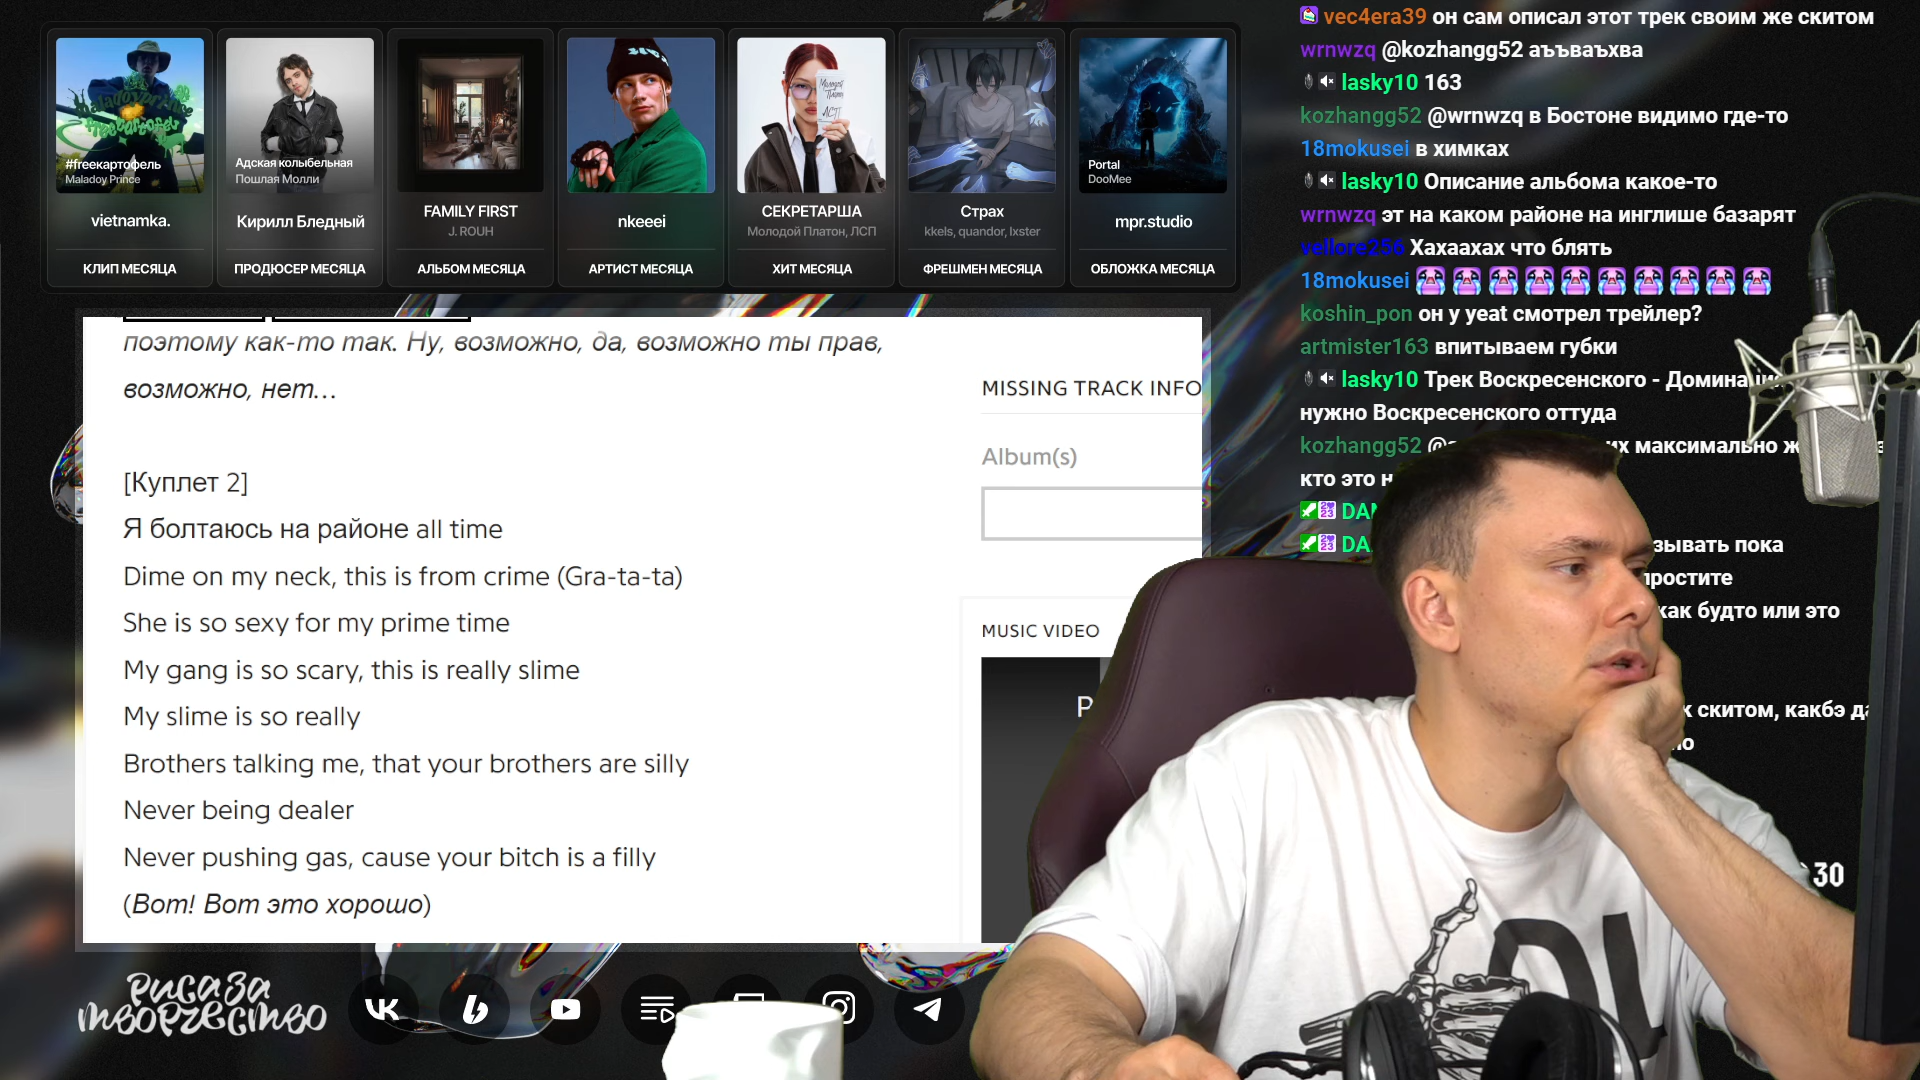 #freeкартофель
Maladoy Prince
vietnamka.
КЛИП МЕСЯЦА
Адская колыбельная
Пошлая Молли
Кирилл Бледный
ПРОДЮСЕР МЕСЯЦА
FAMILY FIRST
J. ROUH
АЛЬБОМ МЕСЯЦА
nkeeei
АРТИСТ МЕСЯЦА
СЕКРЕТАРША
Молодой Платон, ЛСП
ХИТ МЕСЯЦА
Страх
kkels, quandor, lxster
ФРЕШМЕН МЕСЯЦА
Portal
DooMee
mpr.studio
ОБЛОЖКА МЕСЯЦА
поэтому как-то так. Ну, возможно, да, возможно ты прав,
возможно, нет...
[Куплет 2]
Я болтаюсь на районе all time
Dime on my neck, this is from crime (Gra-ta-ta)
She is so sexy for my prime time
My gang is so scary, this is really slime
My slime is so really
Brothers talking me, that your brothers are silly
Never being dealer
Never pushing gas, cause your bitch is a filly
(Вот! Вот это хорошо)
MISSING TRACK INFO
Album(s)
MUSIC VIDEO
P
vec4era39 он сам описал этот трек своим же скитом
wrnwzq @kozhangg52 аъъваъхва
lasky10 163
kozhangg52 @wrnwzq в Бостоне видимо где-то
18mokusei в химках
lasky10 Описание альбома какое-то
wrnwzq эт на каком районе на инглише базарят
vellore256 Хахаахах что блять
18mokusei
koshin_pon он у yeat смотрел трейлер?
artmister163 впитываем губки
lasky10 Трек Воскресенского -
нужно Воскресенского оттуда
kozhangg52 максимально
кто это
зывать пока
простите
как будто или это
скитом, какбэ
30
риса за
творчество